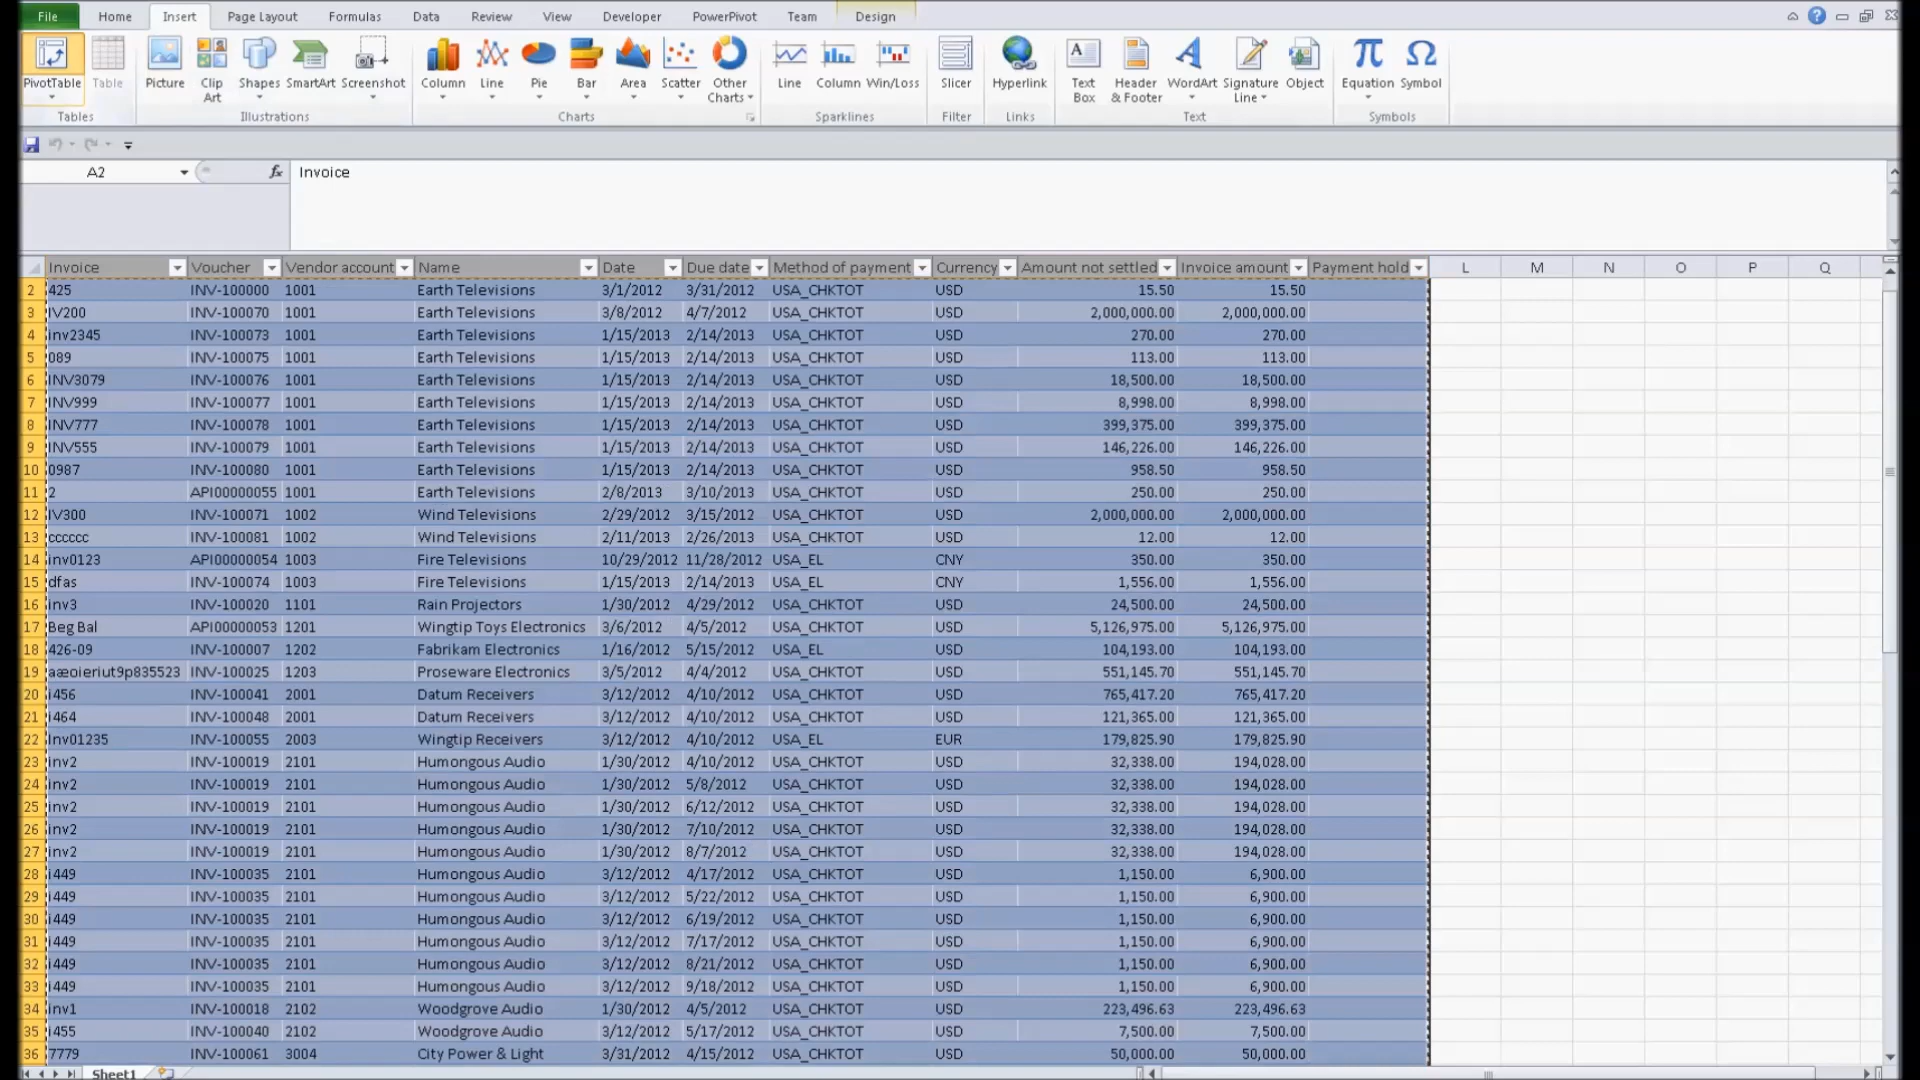 File Home Insert Page Layout Formulas Data Review View Developer PowerPivot Team Design
PivotTable Table Picture Clip Art Shapes SmartArt Screenshot Column Line Pie Bar Area Scatter Other Charts Line Column Win/Loss Slicer Hyperlink Text Box Header & Footer WordArt Signature Line Object Equation Symbol
Tables Illustrations Charts Sparklines Filter Links Text Symbols
A2 fx Invoice
Invoice Voucher Vendor account Name Date Due date Method of payment Currency Amount not settled Invoice amount Payment hold L M N O P Q
2 425 INV-100000 1001 Earth Televisions 3/1/2012 3/31/2012 USA_CHKTOT USD 15.50 15.50
3 IV200 INV-100070 1001 Earth Televisions 3/8/2012 4/7/2012 USA_CHKTOT USD 2,000,000.00 2,000,000.00
4 inv2345 INV-100073 1001 Earth Televisions 1/15/2013 2/14/2013 USA_CHKTOT USD 270.00 270.00
5 089 INV-100075 1001 Earth Televisions 1/15/2013 2/14/2013 USA_CHKTOT USD 113.00 113.00
6 INV3079 INV-100076 1001 Earth Televisions 1/15/2013 2/14/2013 USA_CHKTOT USD 18,500.00 18,500.00
7 INV999 INV-100077 1001 Earth Televisions 1/15/2013 2/14/2013 USA_CHKTOT USD 8,998.00 8,998.00
8 INV777 INV-100078 1001 Earth Televisions 1/15/2013 2/14/2013 USA_CHKTOT USD 399,375.00 399,375.00
9 INV555 INV-100079 1001 Earth Televisions 1/15/2013 2/14/2013 USA_CHKTOT USD 146,226.00 146,226.00
10 0987 INV-100080 1001 Earth Televisions 1/15/2013 2/14/2013 USA_CHKTOT USD 958.50 958.50
11 2 API00000055 1001 Earth Televisions 2/8/2013 3/10/2013 USA_CHKTOT USD 250.00 250.00
12 IV300 INV-100071 1002 Wind Televisions 2/29/2012 3/15/2012 USA_CHKTOT USD 2,000,000.00 2,000,000.00
13 cccccc INV-100081 1002 Wind Televisions 2/11/2013 2/26/2013 USA_CHKTOT USD 12.00 12.00
14 inv0123 API00000054 1003 Fire Televisions 10/29/2012 11/28/2012 USA_EL CNY 350.00 350.00
15 dfas INV-100074 1003 Fire Televisions 1/15/2013 2/14/2013 USA_EL CNY 1,556.00 1,556.00
16 inv3 INV-100020 1101 Rain Projectors 1/30/2012 4/29/2012 USA_CHKTOT USD 24,500.00 24,500.00
17 Beg Bal API00000053 1201 Wingtip Toys Electronics 3/6/2012 4/5/2012 USA_CHKTOT USD 5,126,975.00 5,126,975.00
18 426-09 INV-100007 1202 Fabrikam Electronics 1/16/2012 5/15/2012 USA_EL USD 104,193.00 104,193.00
19 aæoieriut9p835523 INV-100025 1203 Proseware Electronics 3/5/2012 4/4/2012 USA_CHKTOT USD 551,145.70 551,145.70
20 i456 INV-100041 2001 Datum Receivers 3/12/2012 4/10/2012 USA_CHKTOT USD 765,417.20 765,417.20
21 i464 INV-100048 2001 Datum Receivers 3/12/2012 4/10/2012 USA_CHKTOT USD 121,365.00 121,365.00
22 Inv01235 INV-100055 2003 Wingtip Receivers 3/12/2012 4/10/2012 USA_EL EUR 179,825.90 179,825.90
23 inv2 INV-100019 2101 Humongous Audio 1/30/2012 4/10/2012 USA_CHKTOT USD 32,338.00 194,028.00
24 inv2 INV-100019 2101 Humongous Audio 1/30/2012 5/8/2012 USA_CHKTOT USD 32,338.00 194,028.00
25 inv2 INV-100019 2101 Humongous Audio 1/30/2012 6/12/2012 USA_CHKTOT USD 32,338.00 194,028.00
26 inv2 INV-100019 2101 Humongous Audio 1/30/2012 7/10/2012 USA_CHKTOT USD 32,338.00 194,028.00
27 inv2 INV-100019 2101 Humongous Audio 1/30/2012 8/7/2012 USA_CHKTOT USD 32,338.00 194,028.00
28 i449 INV-100035 2101 Humongous Audio 3/12/2012 4/17/2012 USA_CHKTOT USD 1,150.00 6,900.00
29 i449 INV-100035 2101 Humongous Audio 3/12/2012 5/22/2012 USA_CHKTOT USD 1,150.00 6,900.00
30 i449 INV-100035 2101 Humongous Audio 3/12/2012 6/19/2012 USA_CHKTOT USD 1,150.00 6,900.00
31 i449 INV-100035 2101 Humongous Audio 3/12/2012 7/17/2012 USA_CHKTOT USD 1,150.00 6,900.00
32 i449 INV-100035 2101 Humongous Audio 3/12/2012 8/21/2012 USA_CHKTOT USD 1,150.00 6,900.00
33 i449 INV-100035 2101 Humongous Audio 3/12/2012 9/18/2012 USA_CHKTOT USD 1,150.00 6,900.00
34 inv1 INV-100018 2102 Woodgrove Audio 1/30/2012 4/5/2012 USA_CHKTOT USD 223,496.63 223,496.63
35 i455 INV-100040 2102 Woodgrove Audio 3/12/2012 5/17/2012 USA_CHKTOT USD 7,500.00 7,500.00
36 7779 INV-100061 3004 City Power & Light 3/31/2012 4/15/2012 USA_CHKTOT USD 50,000.00 50,000.00
Sheet1